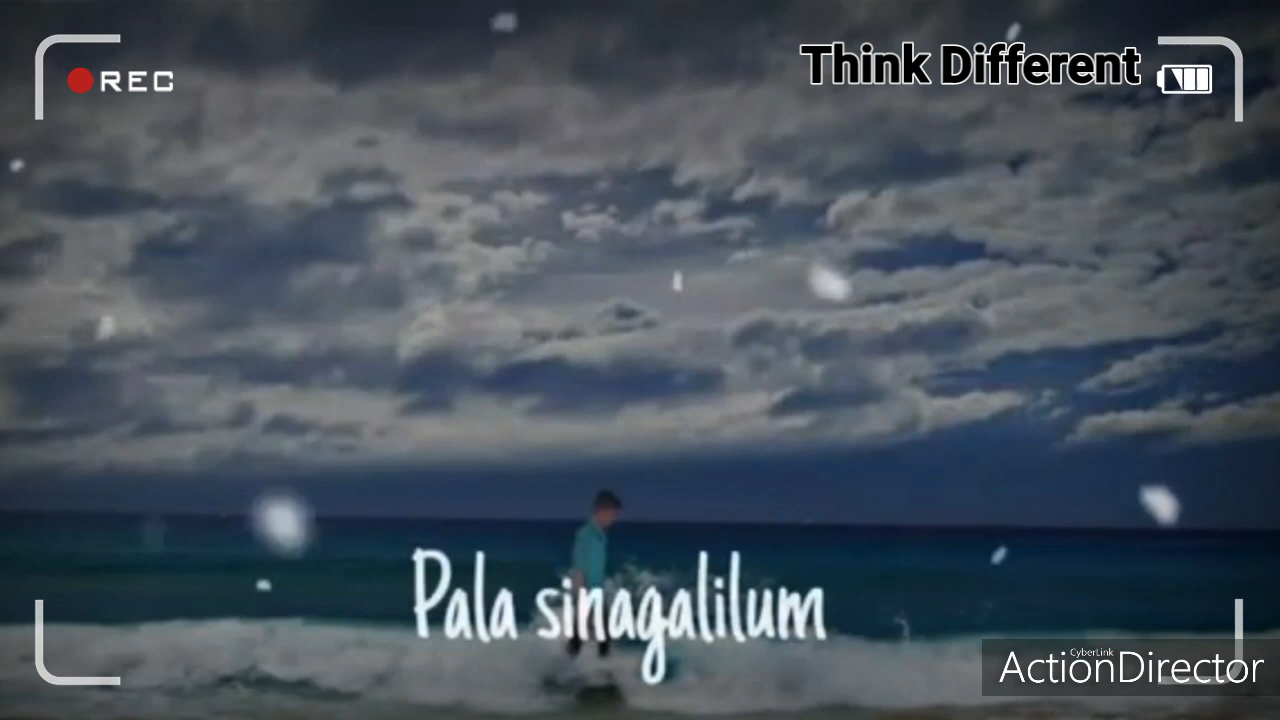 REC
Think Different
Pala sinagalilum
CyberLink
ActionDirector